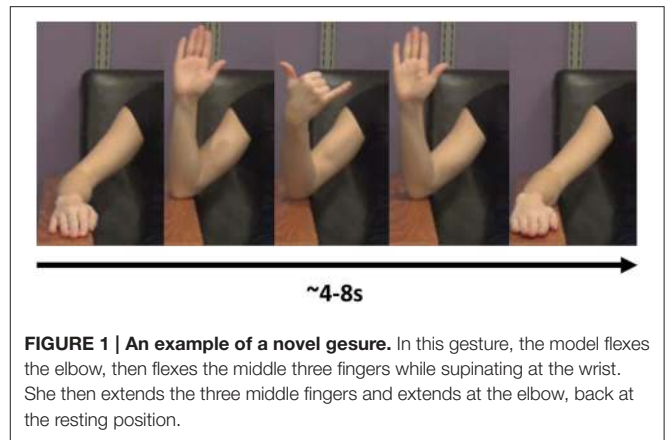 ~4-8s
FIGURE 1 | An example of a novel gesure. In this gesture, the model flexes
the elbow, then flexes the middle three fingers while supinating at the wrist.
She then extends the three middle fingers and extends at the elbow, back at
the resting position.